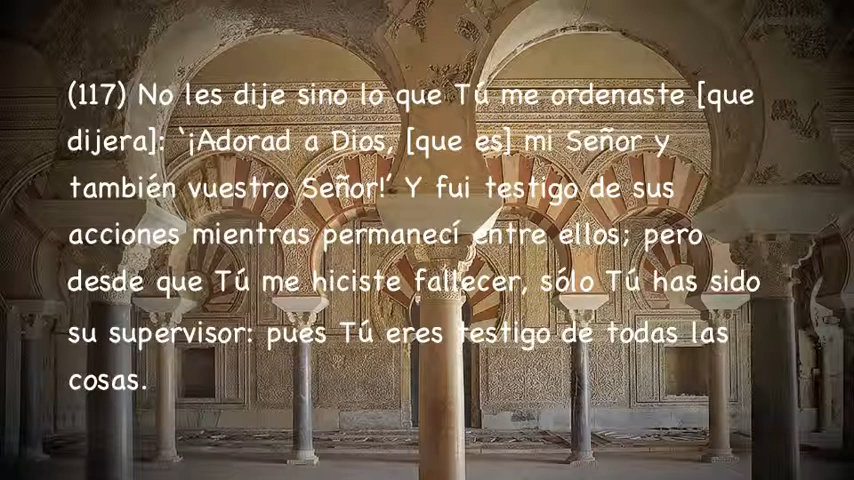 (117) No les dije sino lo que Tú me ordenaste [que
dijera]: ‘¡Adorad a Dios, [que es] mi Señor y
también vuestro Señor!’ Y fui testigo de sus
acciones mientras permanecí entre ellos; pero
desde que Tú me hiciste fallecer, sólo Tú has sido
su supervisor: pues Tú eres testigo de todas las
cosas.